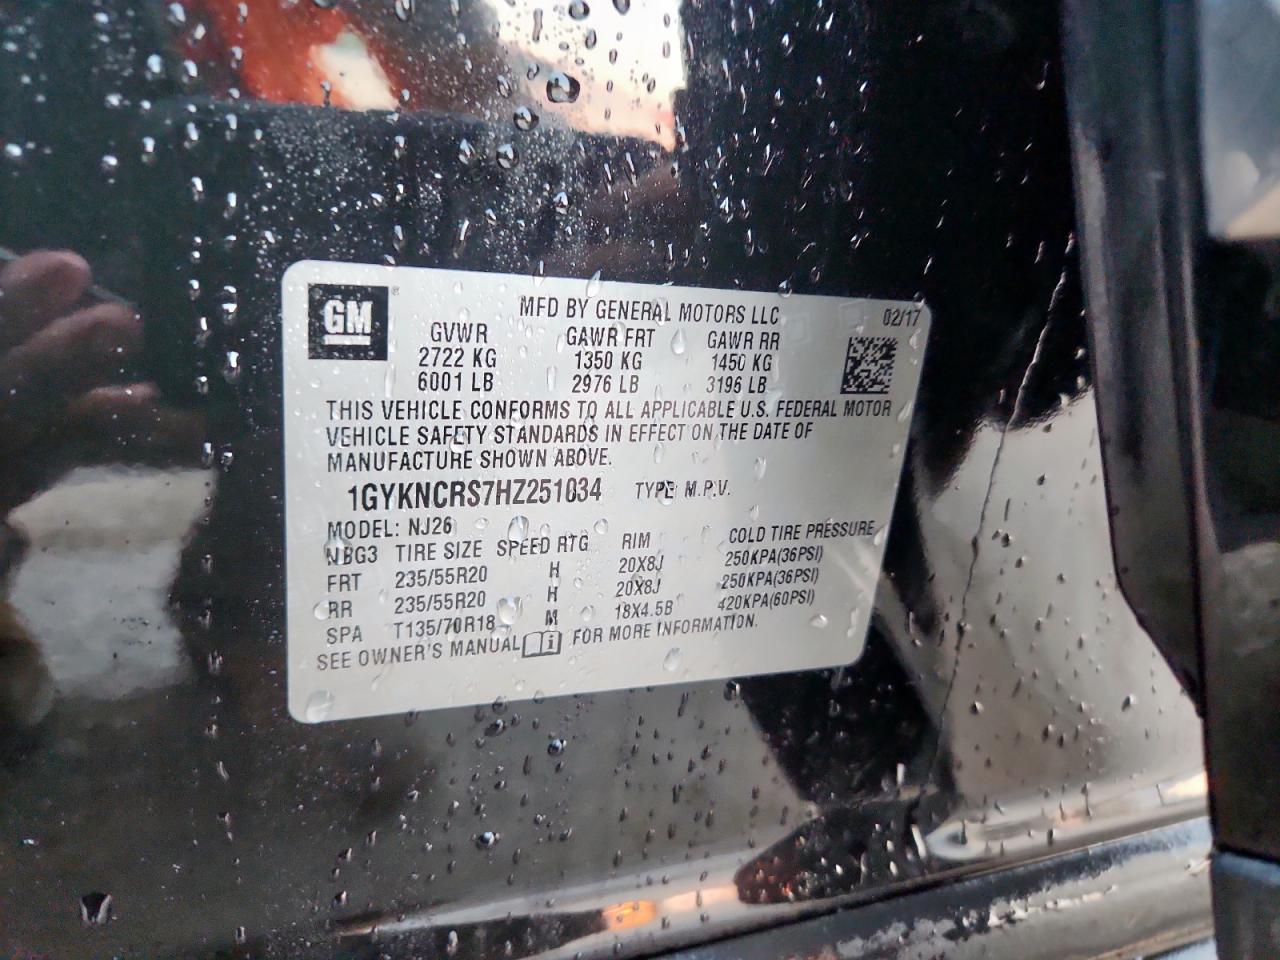 GM
MFD BY GENERAL MOTORS LLC 02/17
GVWR GAWR FRT GAWR RR
2722 KG 1350 KG 1450 KG
6001 LB 2976 LB 3196 LB
THIS VEHICLE CONFORMS TO ALL APPLICABLE U.S. FEDERAL MOTOR
VEHICLE SAFETY STANDARDS IN EFFECT ON THE DATE OF
MANUFACTURE SHOWN ABOVE.
1GYKNCRS7HZ251034 TYPE M.P.V.
MODEL: NJ26
NBG3 TIRE SIZE SPEED RTG RIM COLD TIRE PRESSURE
FRT 235/55R20 H 20X8J 250KPA(36PSI)
RR 235/55R20 H 20X8J 250KPA(36PSI)
SPA T135/70R18 M 18X4.5B 420KPA(60PSI)
SEE OWNER'S MANUAL FOR MORE INFORMATION.